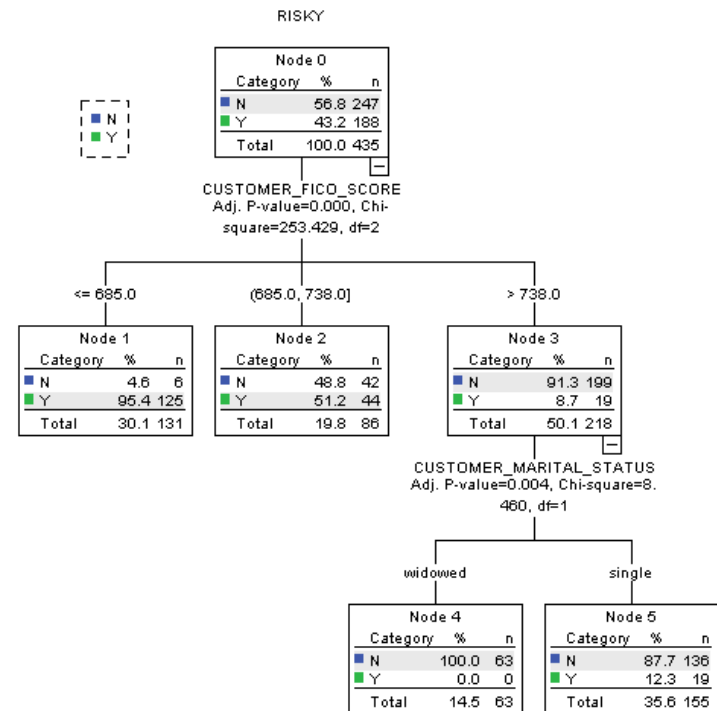 RISKY
N
Y
Node 0
Category % n
N 56.8 247
Y 43.2 188
Total 100.0 435
CUSTOMER_FICO_SCORE
Adj. P-value=0.000, Chi-
square=253.429, df=2
<= 685.0
(685.0, 738.0]
> 738.0
Node 1
Category % n
N 4.6 6
Y 95.4 125
Total 30.1 131
Node 2
Category % n
N 48.8 42
Y 51.2 44
Total 19.8 86
Node 3
Category % n
N 91.3 199
Y 8.7 19
Total 50.1 218
CUSTOMER_MARITAL_STATUS
Adj. P-value=0.004, Chi-square=8.
460, df=1
widowed
single
Node 4
Category % n
N 100.0 63
Y 0.0 0
Total 14.5 63
Node 5
Category % n
N 87.7 136
Y 12.3 19
Total 35.6 155